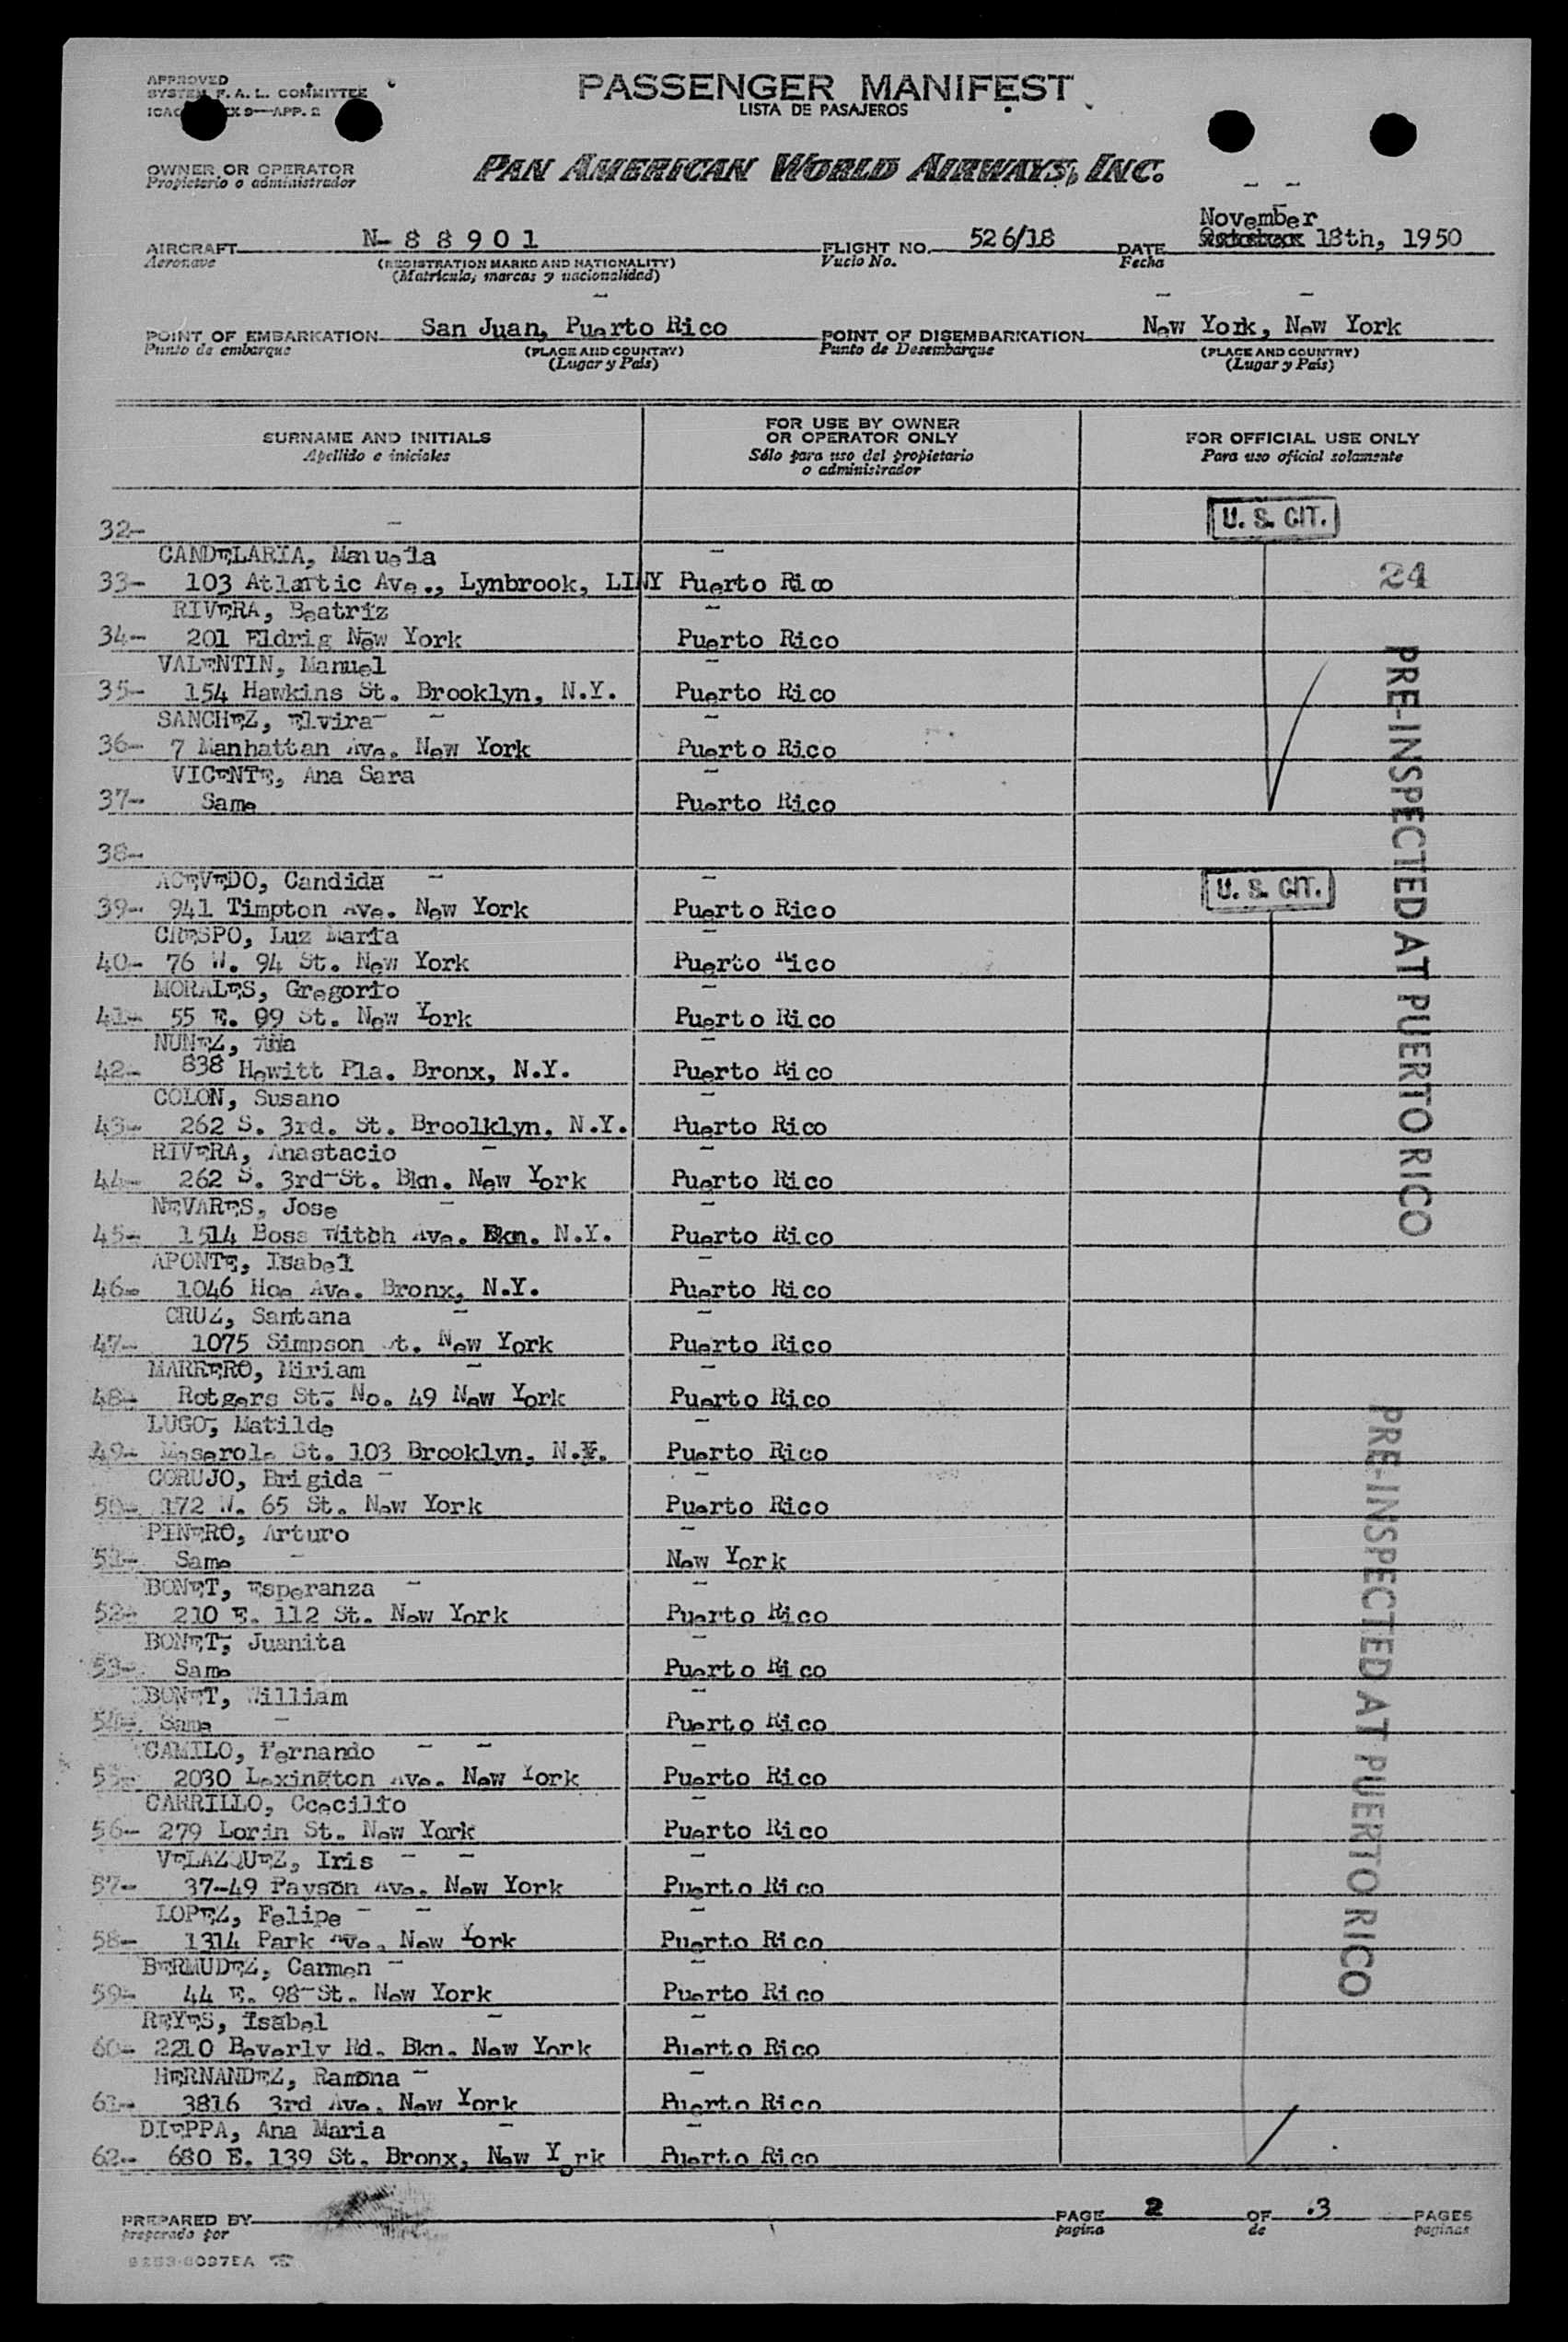 APPROVED
SYSTEM F. A. L. COMMITTEE
X 9—APP. 2
PASSENGER MANIFEST
LISTA DE PASAJEROS
OWNER OR OPERATOR
Propietario o administrador
PAN AMERICAN WORLD AIRWAYS, INC.
AIRCRAFT N- 8 8 9 0 1 FLIGHT NO. 526/18 DATE November 18th, 1950
Aeronave (REGISTRATION MARKS AND NATIONALITY) Vuelo No. Fecha
(Matrícula, marcas y nacionalidad)
POINT OF EMBARKATION San Juan, Puerto Rico POINT OF DISEMBARKATION New York, New York
Punto de embarque (PLACE AND COUNTRY) Punto de Desembarque (PLACE AND COUNTRY)
(Lugar y País) (Lugar y País)
SURNAME AND INITIALS FOR USE BY OWNER OR OPERATOR ONLY FOR OFFICIAL USE ONLY
Apellido e iniciales Sólo para uso del propietario o administrador Para uso oficial solamente
32- U. S. CIT.
CANDELARIA, Manuela
33- 103 Atlantic Ave., Lynbrook, LINY Puerto Rico 24
RIVERA, Beatriz
34- 201 Eldrig New York Puerto Rico
VALENTIN, Manuel
35- 154 Hawkins St. Brooklyn, N.Y. Puerto Rico
SANCHEZ, Elvira
36- 7 Manhattan Ave. New York Puerto Rico
VICENTE, Ana Sara
37- Same Puerto Rico
PRE-INSPECTED AT PUERTO RICO
38-
ACEVEDO, Candida
39- 941 Timpton Ave. New York Puerto Rico U. S. CIT.
CRESPO, Luz Maria
40- 76 W. 94 St. New York Puerto Rico
MORALES, Gregorio
41- 55 E. 99 St. New York Puerto Rico
NUNEZ, Ana
42- 838 Hewitt Pla. Bronx, N.Y. Puerto Rico
COLON, Susano
43- 262 S. 3rd. St. Broolklyn, N.Y. Puerto Rico
RIVERA, Anastacio
44- 262 S. 3rd St. Bkn. New York Puerto Rico
NEVARES, Jose
45- 1514 Boss Witbh Ave. Bkn. N.Y. Puerto Rico
APONTE, Isabel
46- 1046 Hoe Ave. Bronx, N.Y. Puerto Rico
CRUZ, Santana
47- 1075 Simpson St. New York Puerto Rico
MARRERO, Miriam
48- Rotgers St. No. 49 New York Puerto Rico
LUGO, Matilde
49- Meserole St. 103 Brooklyn, N.Y. Puerto Rico
CORUJO, Brigida
50- 172 W. 65 St. New York Puerto Rico
PINERO, Arturo
51- Same New York
BONET, Esperanza
52- 210 E. 112 St. New York Puerto Rico
BONET, Juanita
53- Same Puerto Rico
BONET, William
54- Same Puerto Rico
CAMILO, Fernando
55- 2030 Lexington Ave. New York Puerto Rico
CARRILLO, Ccecilio
56- 279 Lorin St. New York Puerto Rico
VELAZQUEZ, Iris
57- 37-49 Payson Ave. New York Puerto Rico
LOPEZ, Felipe
58- 1314 Park Ave. New York Puerto Rico
BERMUDEZ, Carmen
59- 44 E. 98 St. New York Puerto Rico
REYES, Isabel
60- 2210 Beverly Rd. Bkn. New York Puerto Rico
HERNANDEZ, Ramona
61- 3816 3rd Ave. New York Puerto Rico
DIEPPA, Ana Maria
62- 680 E. 139 St. Bronx, New York Puerto Rico
PRE-INSPECTED AT PUERTO RICO
PREPARED BY PAGE 2 OF 3 PAGES
preparado por pagina de paginas